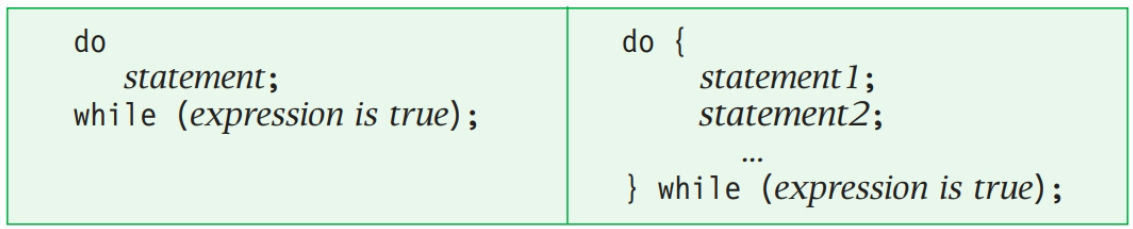 do
statement;
while (expression is true);
do {
statement1;
statement2;
...
} while (expression is true);